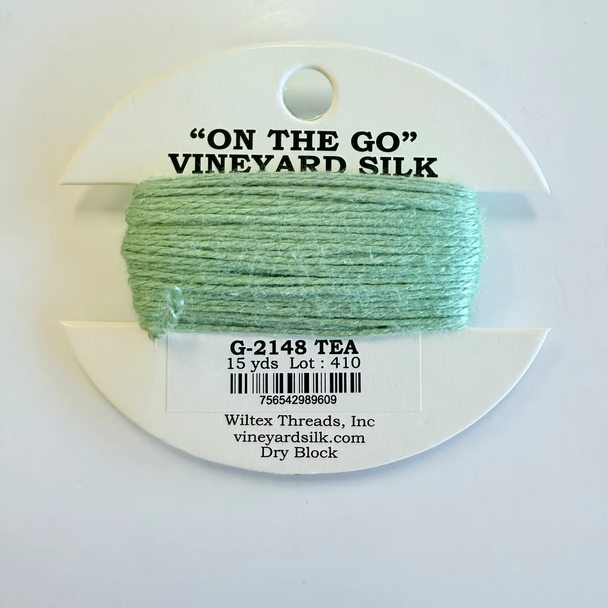 “ON THE GO”
VINEYARD SILK
G-2148 TEA
15 yds Lot : 410
756542989609
Wiltex Threads, Inc
vineyardsilk.com
Dry Block